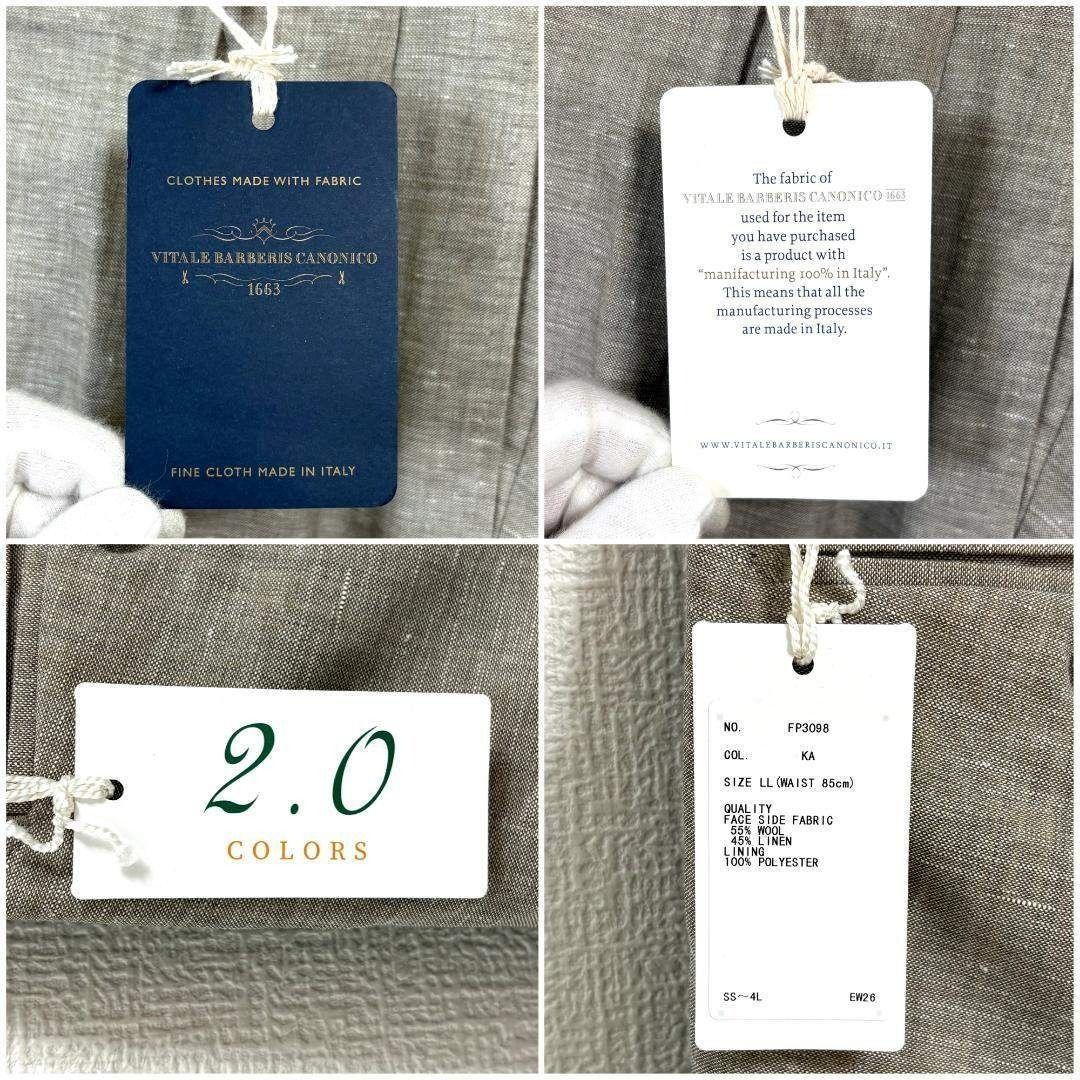 CLOTHES MADE WITH FABRIC
VITALE BARBERIS CANONICO
1663
FINE CLOTH MADE IN ITALY
The fabric of
VITALE BARBERIS CANONICO 1663
used for the item
you have purchased
is a product with
“manifacturing 100% in Italy”.
This means that all the
manufacturing processes
are made in Italy.
WWW.VITALEBARBERISCANONICO.IT
2.0
COLORS
NO. FP3098
COL. KA
SIZE LL(WAIST 85cm)
QUALITY
FACE SIDE FABRIC
55% WOOL
45% LINEN
LINING
100% POLYESTER
SS～4L EW26